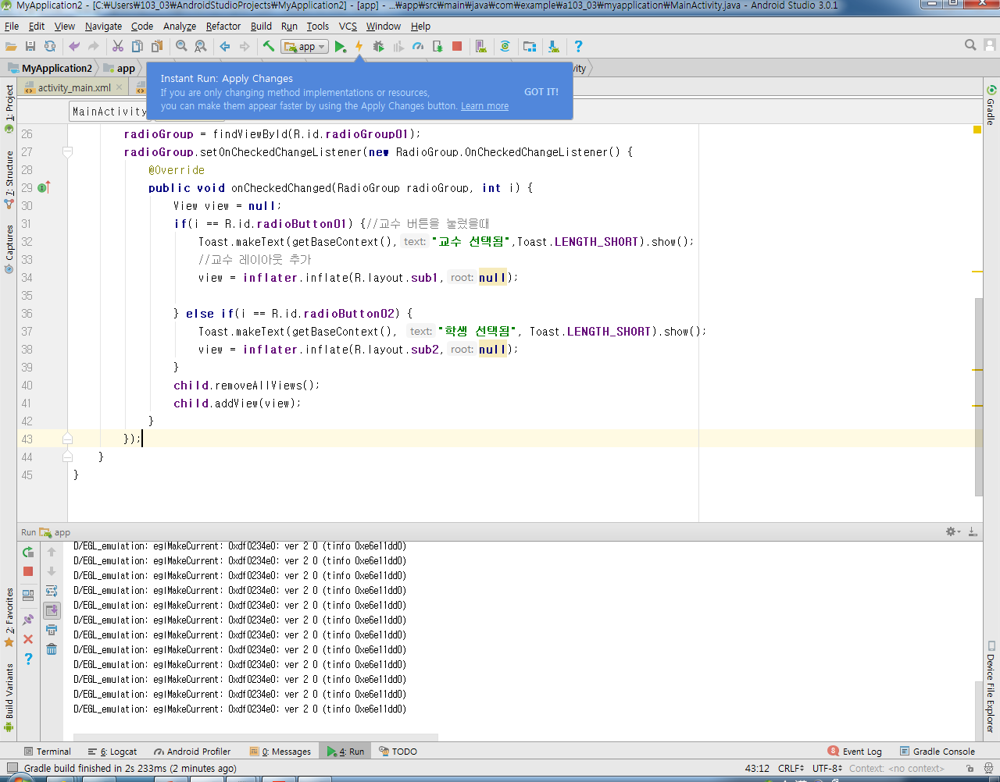 MyApplication2 - [C:₩Users₩103_03₩AndroidStudioProjects₩MyApplication2] - [app] - ...₩app₩src₩main₩java₩com₩example₩a103_03₩myapplication₩MainActivity.java - Android Studio 3.0.1
File Edit View Navigate Code Analyze Refactor Build Run Tools VCS Window Help
app
MyApplication2 app
Instant Run: Apply Changes
If you are only changing method implementations or resources,
you can make them appear faster by using the Apply Changes button. Learn more
GOT IT!
activity_main.xml
MainActivity
26 radioGroup = findViewById(R.id.radioGroup01);
27 radioGroup.setOnCheckedChangeListener(new RadioGroup.OnCheckedChangeListener() {
28 @Override
29 public void onCheckedChanged(RadioGroup radioGroup, int i) {
30 View view = null;
31 if(i == R.id.radioButton01) {//교수 버튼을 눌렀을때
32 Toast.makeText(getBaseContext(), text: "교수 선택됨",Toast.LENGTH_SHORT).show();
33 //교수 레이아웃 추가
34 view = inflater.inflate(R.layout.sub1, root: null);
35
36 } else if(i == R.id.radioButton02) {
37 Toast.makeText(getBaseContext(), text: "학생 선택됨", Toast.LENGTH_SHORT).show();
38 view = inflater.inflate(R.layout.sub2, root: null);
39 }
40 child.removeAllViews();
41 child.addView(view);
42 }
43 });
44 }
45 }
1: Project
7: Structure
Captures
2: Favorites
Build Variants
Gradle
Device File Explorer
Run app
D/EGL_emulation: eglMakeCurrent: 0xdf0234e0: ver 2 0 (tinfo 0xe6e11dd0)
D/EGL_emulation: eglMakeCurrent: 0xdf0234e0: ver 2 0 (tinfo 0xe6e11dd0)
D/EGL_emulation: eglMakeCurrent: 0xdf0234e0: ver 2 0 (tinfo 0xe6e11dd0)
D/EGL_emulation: eglMakeCurrent: 0xdf0234e0: ver 2 0 (tinfo 0xe6e11dd0)
D/EGL_emulation: eglMakeCurrent: 0xdf0234e0: ver 2 0 (tinfo 0xe6e11dd0)
D/EGL_emulation: eglMakeCurrent: 0xdf0234e0: ver 2 0 (tinfo 0xe6e11dd0)
D/EGL_emulation: eglMakeCurrent: 0xdf0234e0: ver 2 0 (tinfo 0xe6e11dd0)
D/EGL_emulation: eglMakeCurrent: 0xdf0234e0: ver 2 0 (tinfo 0xe6e11dd0)
D/EGL_emulation: eglMakeCurrent: 0xdf0234e0: ver 2 0 (tinfo 0xe6e11dd0)
D/EGL_emulation: eglMakeCurrent: 0xdf0234e0: ver 2 0 (tinfo 0xe6e11dd0)
D/EGL_emulation: eglMakeCurrent: 0xdf0234e0: ver 2 0 (tinfo 0xe6e11dd0)
D/EGL_emulation: eglMakeCurrent: 0xdf0234e0: ver 2 0 (tinfo 0xe6e11dd0)
Terminal 6: Logcat Android Profiler 0: Messages 4: Run TODO 8 Event Log Gradle Console
Gradle build finished in 2s 233ms (2 minutes ago) 43:12 CRLF UTF-8 Context: <no context>